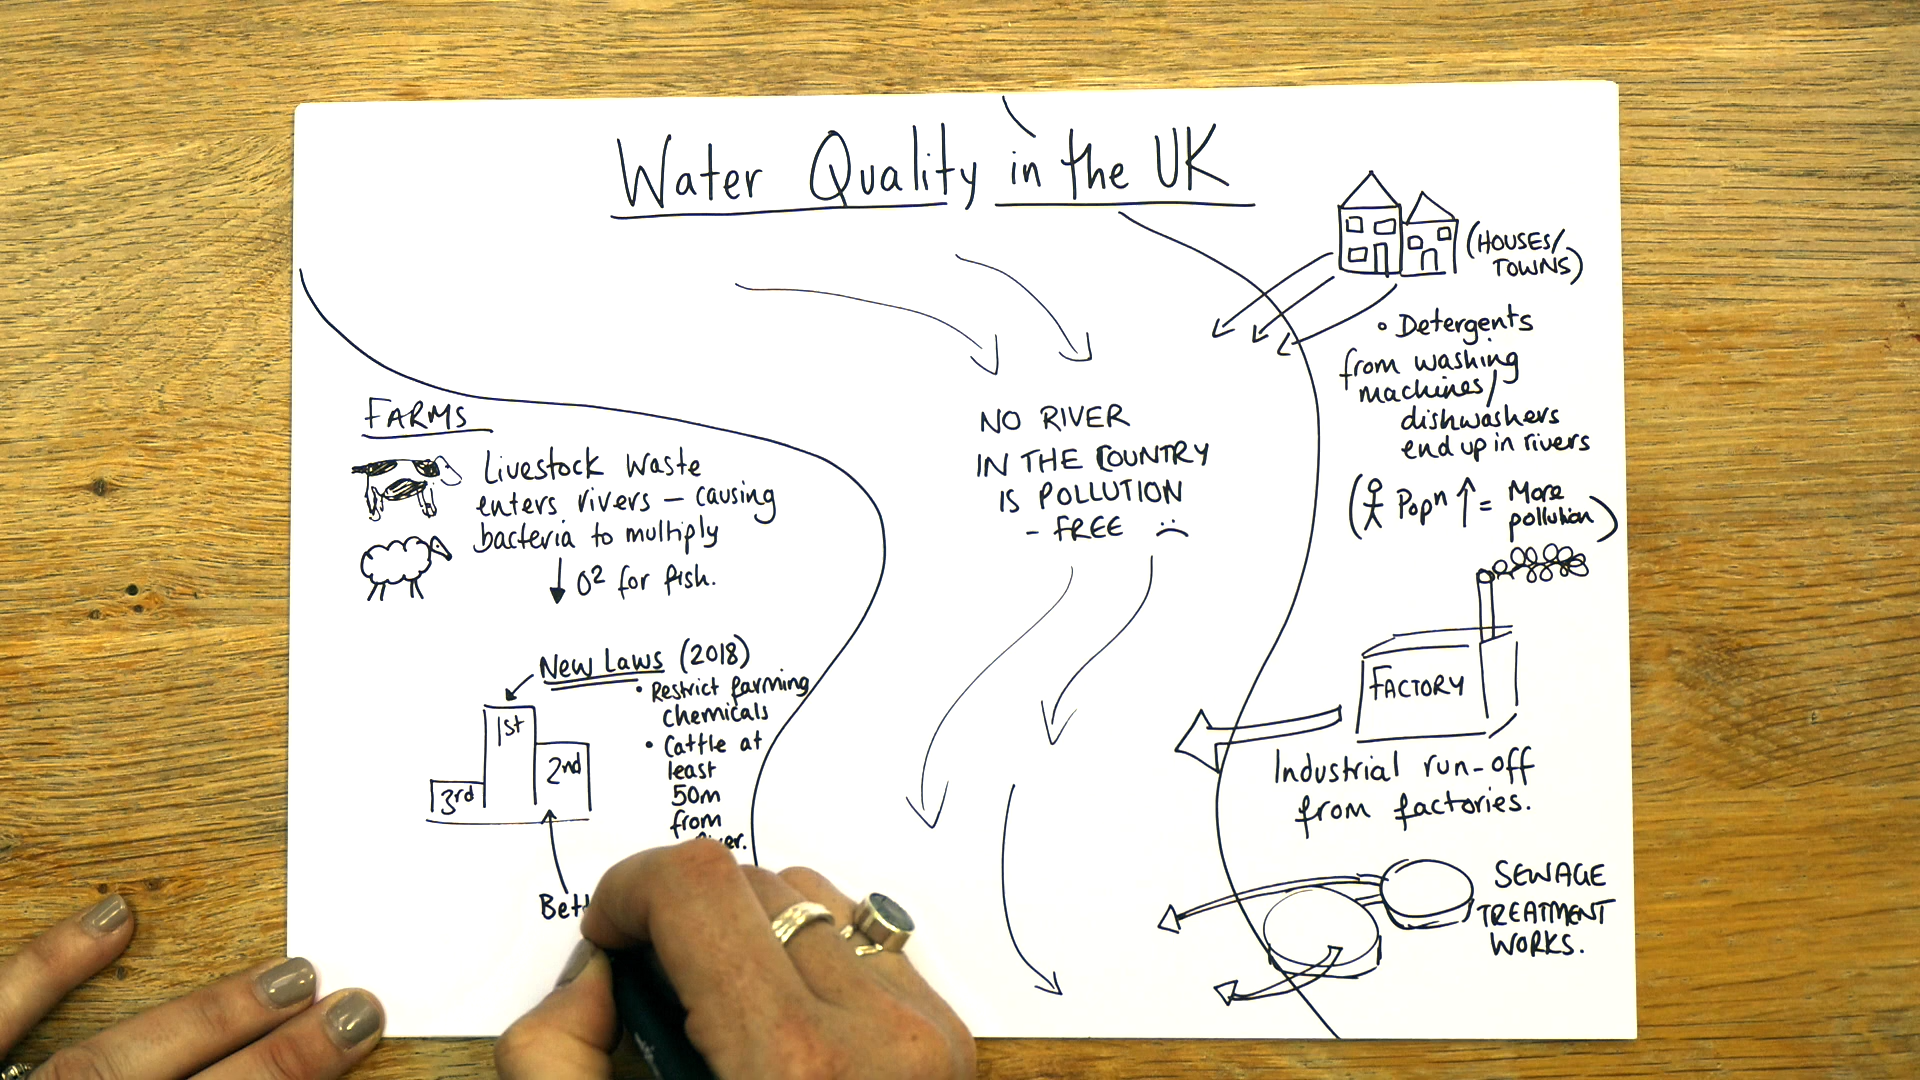 Water Quality in the UK
(HOUSES/
TOWNS)
• Detergents
from washing
machines/
dishwashers
end up in rivers
( Popn ↑ = More
pollution)
NO RIVER
IN THE COUNTRY
IS POLLUTION
- FREE :(
FARMS
Livestock waste
enters rivers – causing
bacteria to multiply
↓ O² for fish.
New Laws (2018)
• Restrict farming
chemicals
• Cattle at
least
50m
from
1st
2nd
3rd
FACTORY
Industrial run-off
from factories.
SEWAGE
TREATMENT
WORKS.